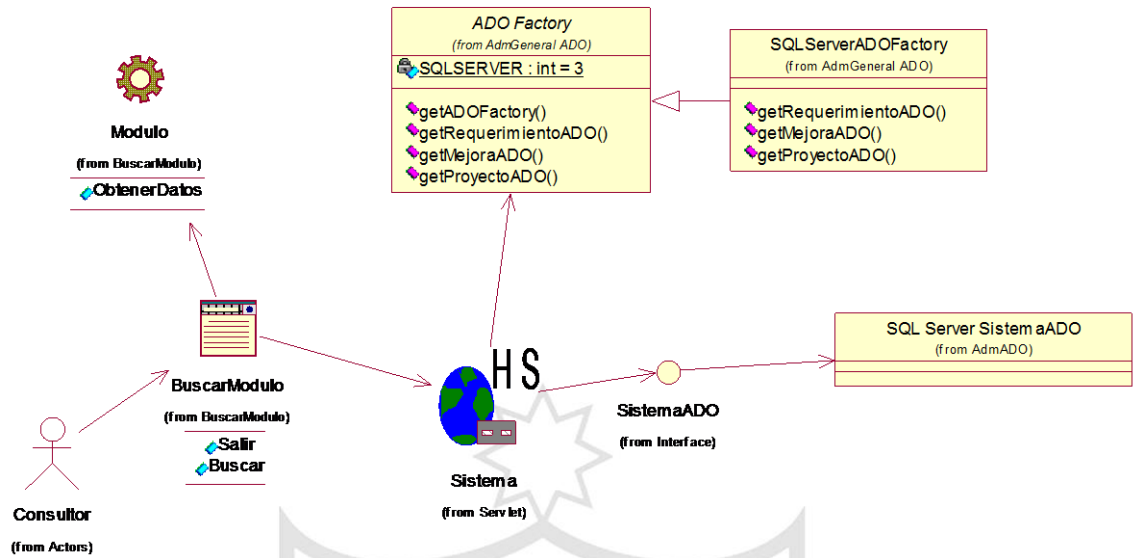 ADO Factory
(from AdmGeneral ADO)
SQLSERVER : int = 3
getADOFactory()
getRequerimientoADO()
getMejoraADO()
getProyectoADO()
SQLServerADOFactory
(from AdmGeneral ADO)
getRequerimientoADO()
getMejoraADO()
getProyectoADO()
Modulo
(from BuscarModulo)
ObtenerDatos
BuscarModulo
(from BuscarModulo)
Salir
Buscar
Consultor
(from Actors)
HS
Sistema
(from Servlet)
SistemaADO
(from Interface)
SQL Server SistemaADO
(from AdmADO)